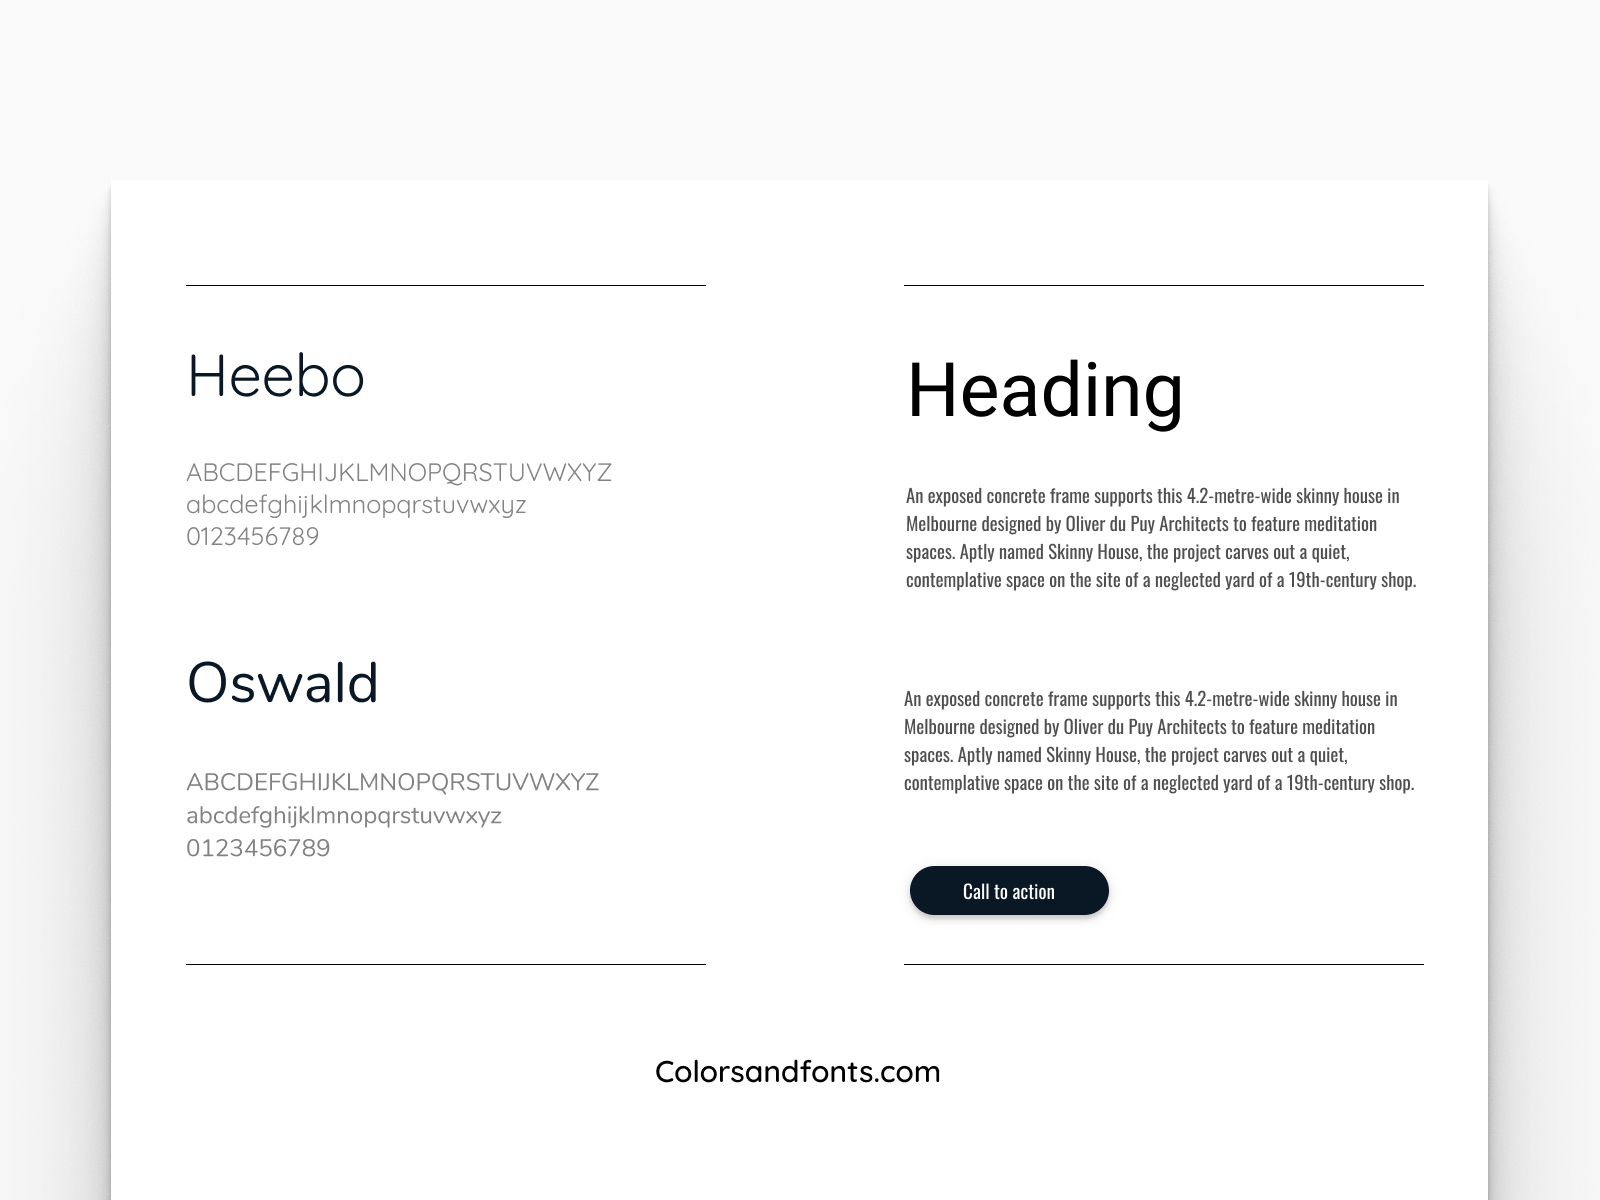 Heebo
ABCDEFGHIJKLMNOPQRSTUVWXYZ
abcdefghijklmnopqrstuvwxyz
0123456789
Oswald
ABCDEFGHIJKLMNOPQRSTUVWXYZ
abcdefghijklmnopqrstuvwxyz
0123456789
Heading
An exposed concrete frame supports this 4.2-metre-wide skinny house in
Melbourne designed by Oliver du Puy Architects to feature meditation
spaces. Aptly named Skinny House, the project carves out a quiet,
contemplative space on the site of a neglected yard of a 19th-century shop.
An exposed concrete frame supports this 4.2-metre-wide skinny house in
Melbourne designed by Oliver du Puy Architects to feature meditation
spaces. Aptly named Skinny House, the project carves out a quiet,
contemplative space on the site of a neglected yard of a 19th-century shop.
Call to action
Colorsandfonts.com